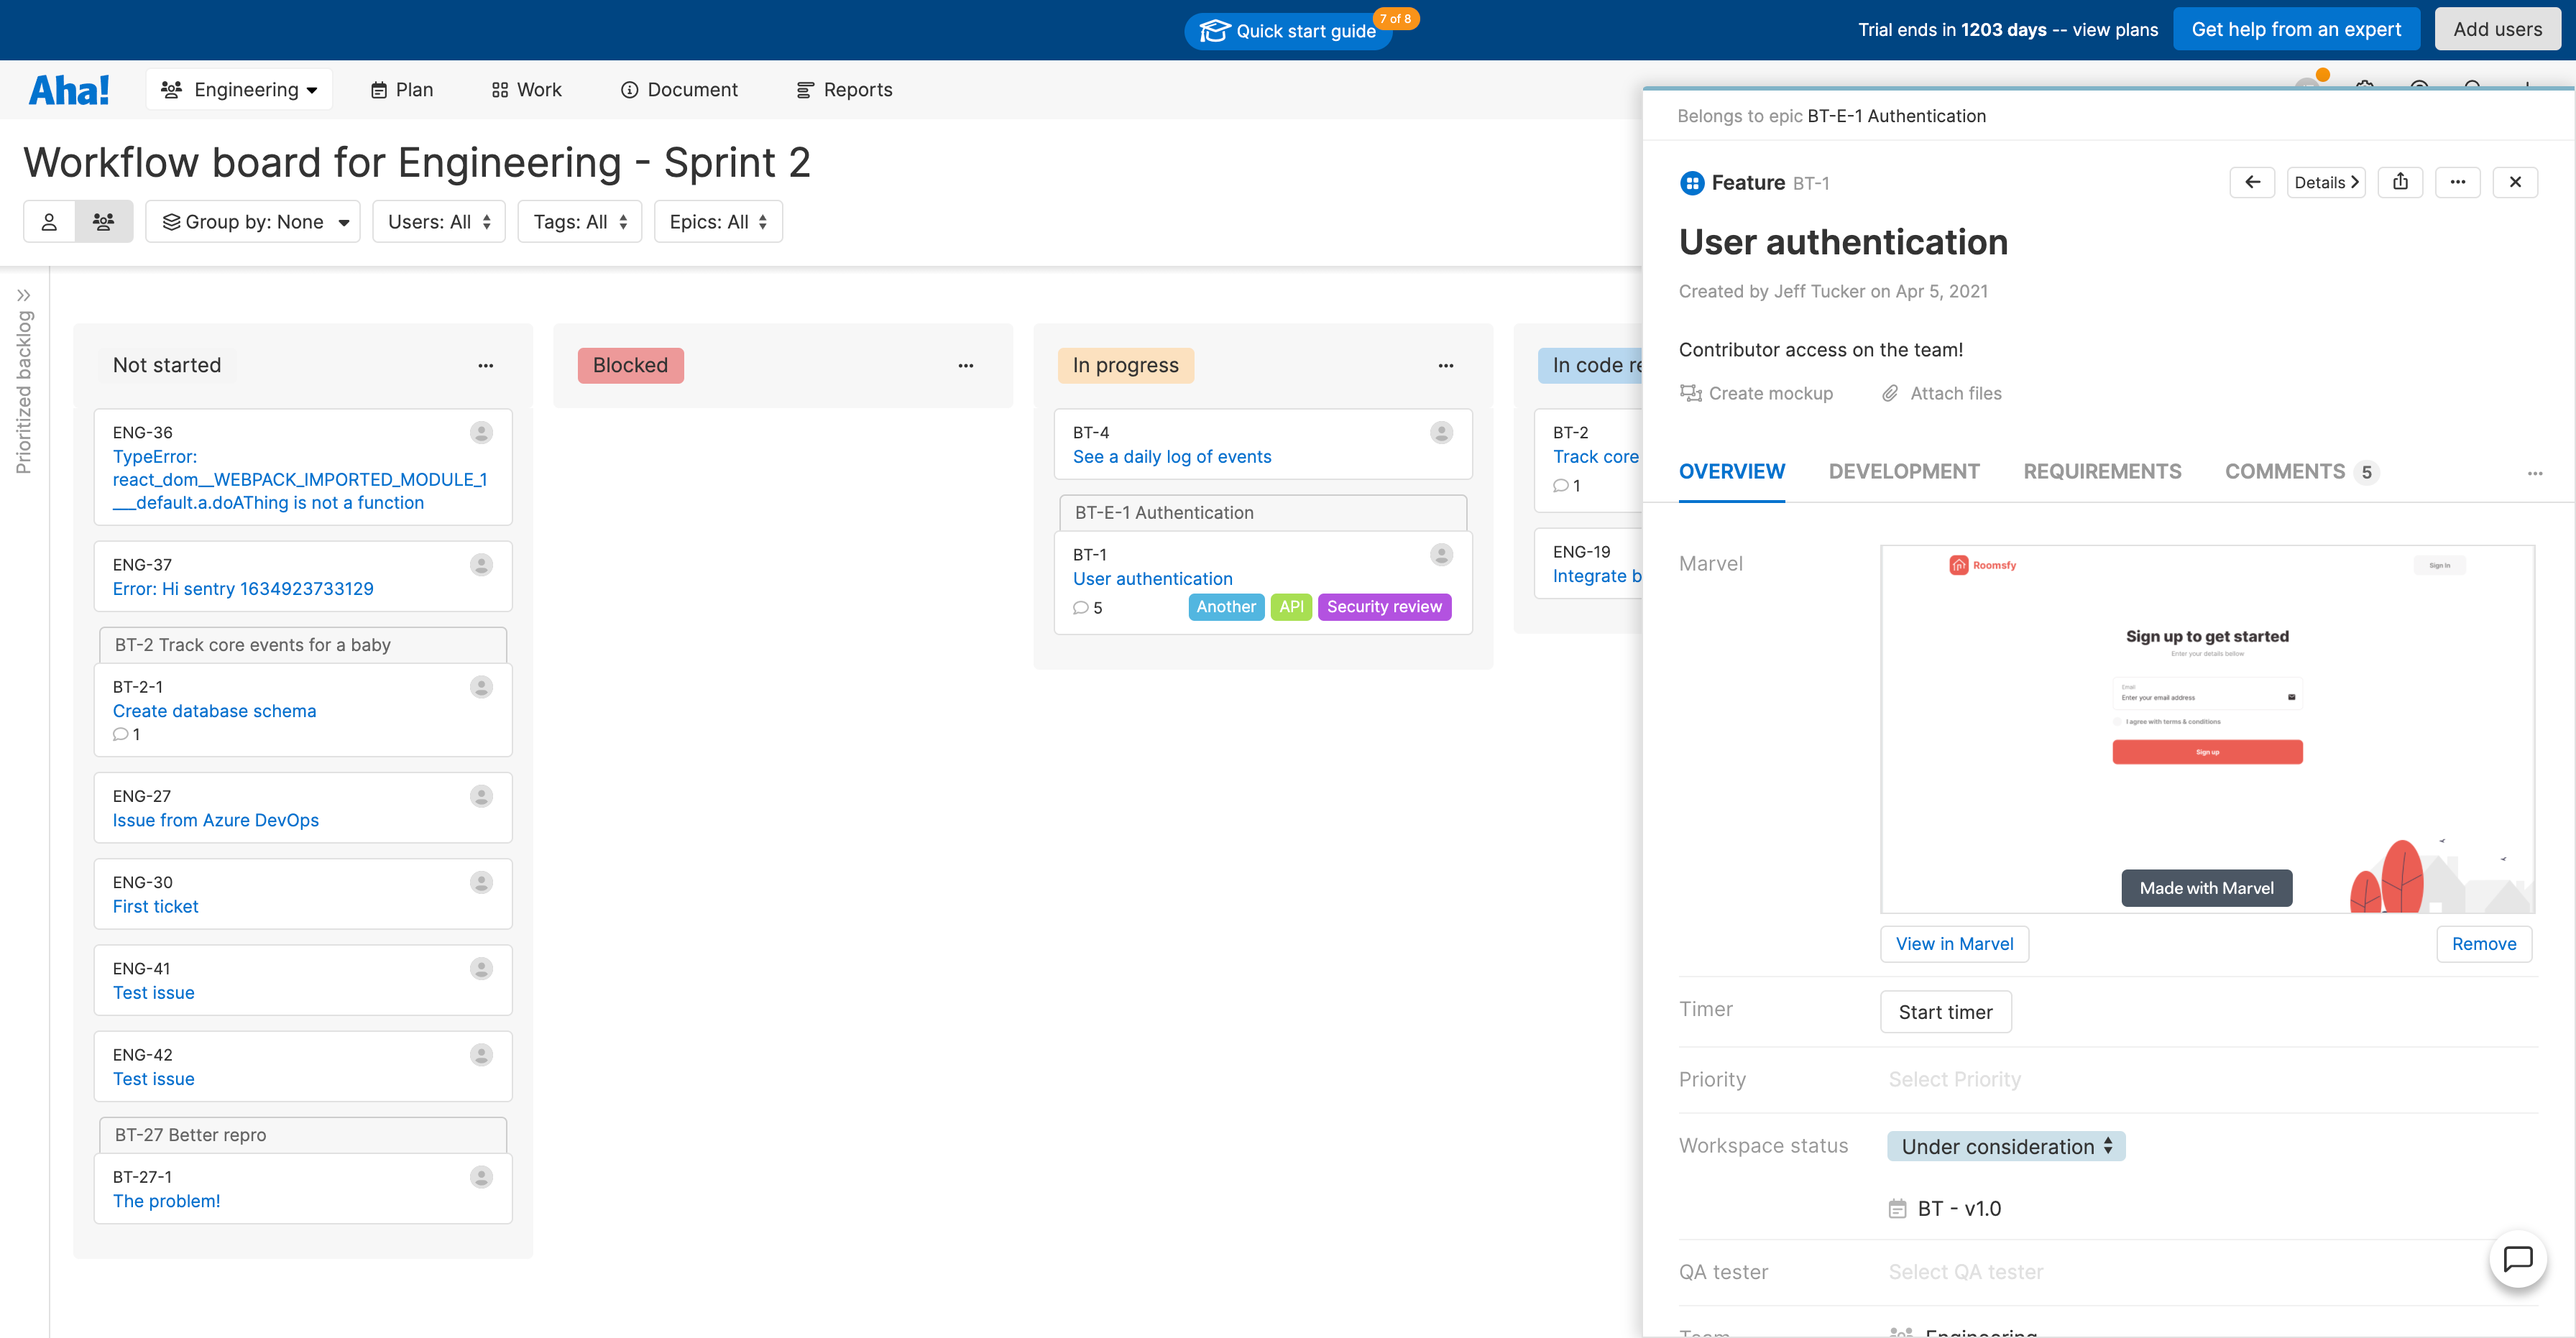 Quick start guide
7 of 8
Trial ends in 1203 days -- view plans
Get help from an expert
Add users
Aha!
Engineering
Plan
Work
Document
Reports
Workflow board for Engineering - Sprint 2
Group by: None
Users: All
Tags: All
Epics: All
Prioritized backlog
Not started
ENG-36
TypeError:
react_dom__WEBPACK_IMPORTED_MODULE_1
___default.a.doAThing is not a function
ENG-37
Error: Hi sentry 1634923733129
BT-2 Track core events for a baby
BT-2-1
Create database schema
1
ENG-27
Issue from Azure DevOps
ENG-30
First ticket
ENG-41
Test issue
ENG-42
Test issue
BT-27 Better repro
BT-27-1
The problem!
Blocked
In progress
BT-4
See a daily log of events
BT-E-1 Authentication
BT-1
User authentication
5
Another
API
Security review
In code re
BT-2
Track core
1
ENG-19
Integrate b
Belongs to epic BT-E-1 Authentication
Feature BT-1
Details
User authentication
Created by Jeff Tucker on Apr 5, 2021
Contributor access on the team!
Create mockup
Attach files
OVERVIEW
DEVELOPMENT
REQUIREMENTS
COMMENTS 5
Marvel
Roomsfy
Sign in
Sign up to get started
Enter your details bellow
Email
Enter your email address
I agree with terms & conditions
Sign up
Made with Marvel
View in Marvel
Remove
Timer
Start timer
Priority
Select Priority
Workspace status
Under consideration
BT - v1.0
QA tester
Select QA tester
Team
Engineering